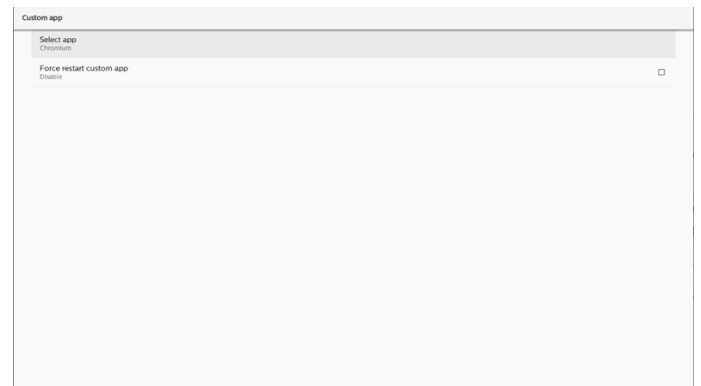 Custom app
Select app
Chromium
Force restart custom app
Disable